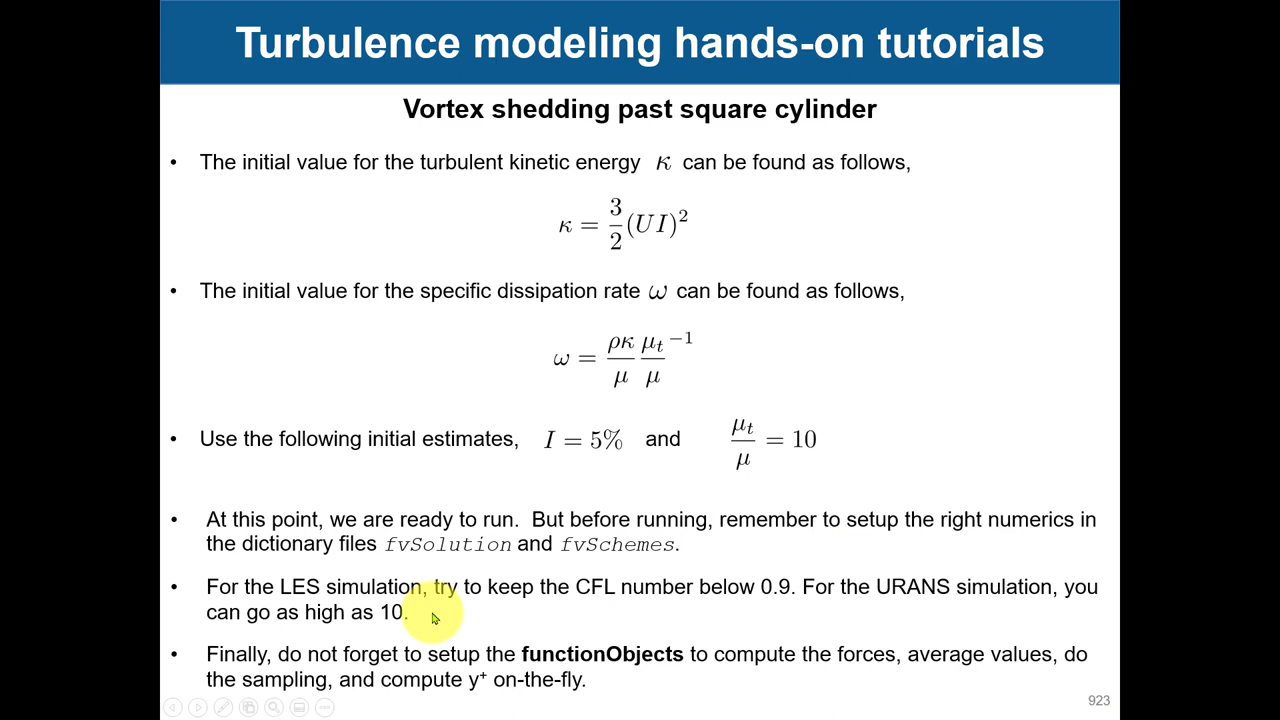 Turbulence modeling hands-on tutorials
Vortex shedding past square cylinder
• The initial value for the turbulent kinetic energy κ can be found as follows,
κ = 3/2 (UI)²
• The initial value for the specific dissipation rate ω can be found as follows,
ω = ρκ/μ μt/μ ⁻¹
• Use the following initial estimates, I = 5% and μt/μ = 10
• At this point, we are ready to run. But before running, remember to setup the right numerics in
the dictionary files fvSolution and fvSchemes.
• For the LES simulation, try to keep the CFL number below 0.9. For the URANS simulation, you
can go as high as 10.
• Finally, do not forget to setup the functionObjects to compute the forces, average values, do
the sampling, and compute y⁺ on-the-fly.
923